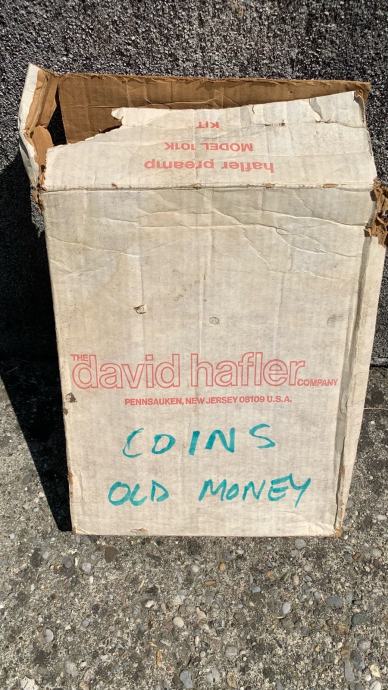 KIT
MODEL 101K
hafler preamp
THE david hafler COMPANY
PENNSAUKEN, NEW JERSEY 08109 U.S.A.
COINS
OLD MONEY